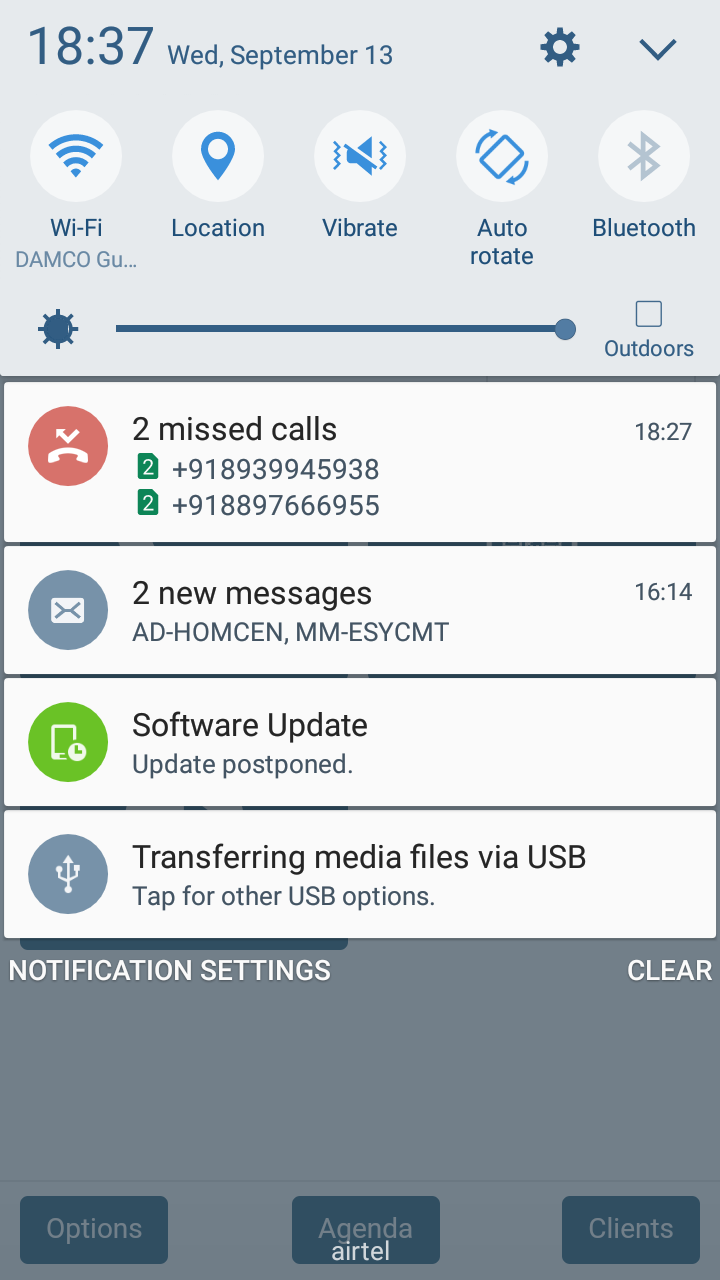 18:37 Wed, September 13
Wi-Fi Location Vibrate Auto rotate Bluetooth
DAMCO Gu...
Outdoors
2 missed calls 18:27
2 +918939945938
2 +918897666955
2 new messages 16:14
AD-HOMCEN, MM-ESYCMT
Software Update
Update postponed.
Transferring media files via USB
Tap for other USB options.
NOTIFICATION SETTINGS CLEAR
Options Agenda Clients
airtel